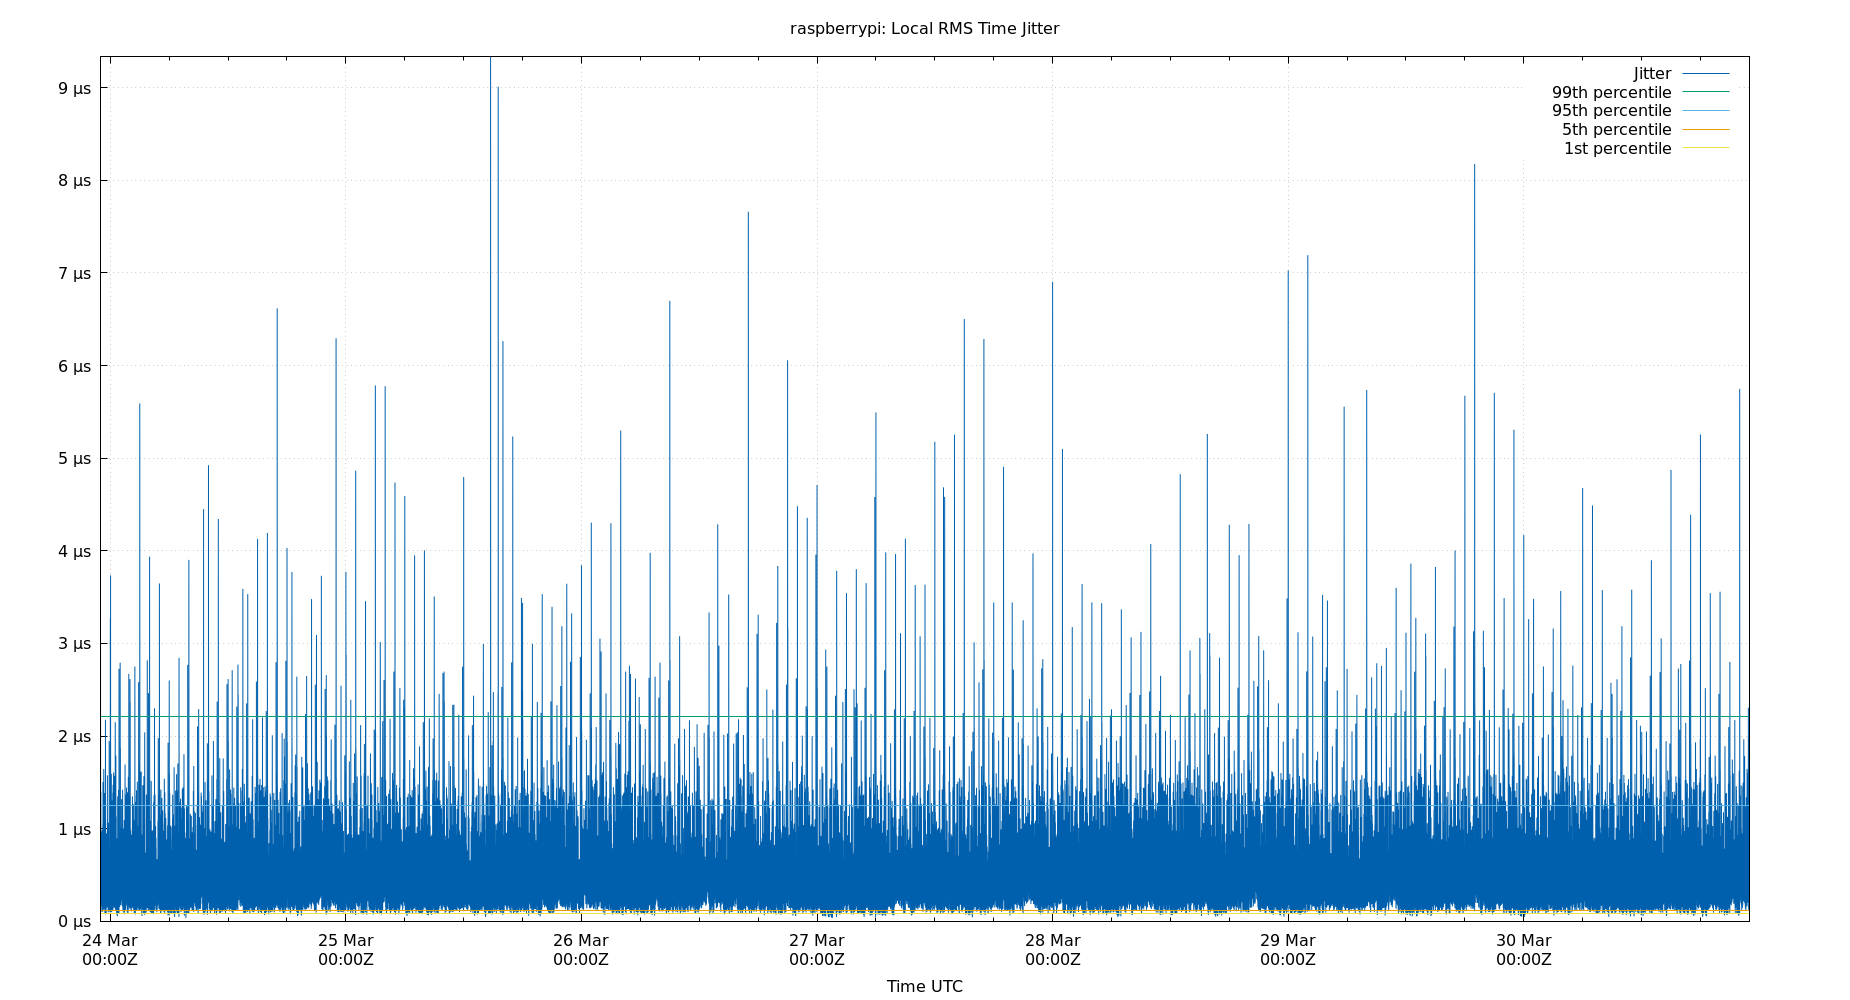 raspberrypi: Local RMS Time Jitter
Jitter
99th percentile
95th percentile
5th percentile
1st percentile
9 µs
8 µs
7 µs
6 µs
5 µs
4 µs
3 µs
2 µs
1 µs
0 µs
24 Mar 25 Mar 26 Mar 27 Mar 28 Mar 29 Mar 30 Mar
00:00Z 00:00Z 00:00Z 00:00Z 00:00Z 00:00Z 00:00Z
Time UTC